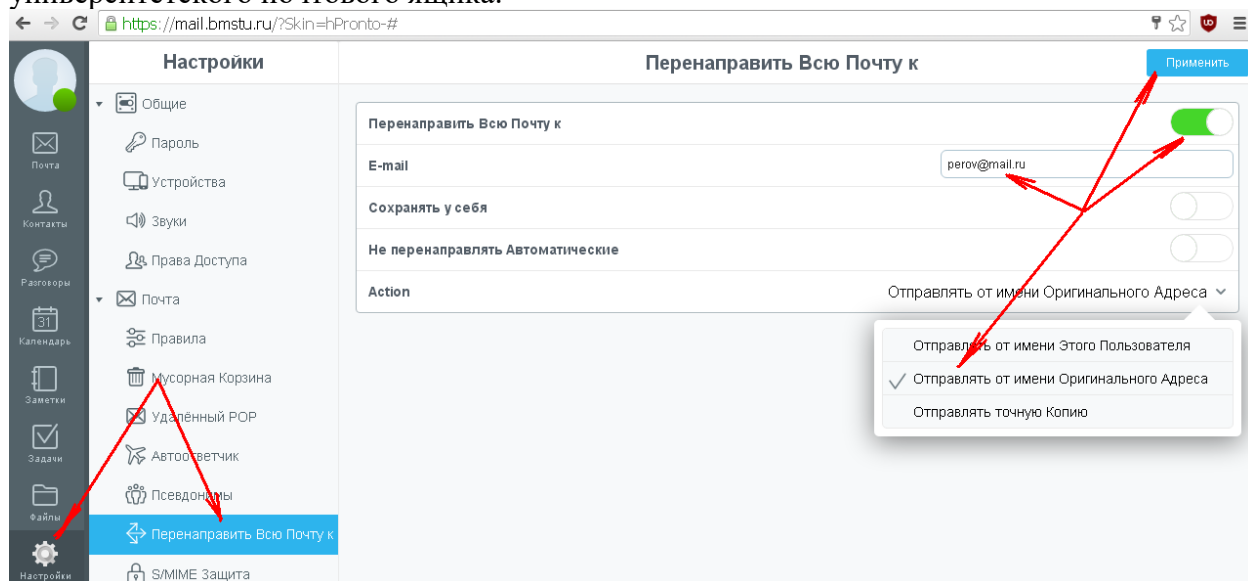 университетского почтового ящика.
https://mail.bmstu.ru/?Skin=hPronto-#
Настройки
Перенаправить Всю Почту к
Применить
Почта
Контакты
Разговоры
31
Календарь
Заметки
Задачи
Файлы
Настройки
Общие
Пароль
Устройства
Звуки
Права Доступа
Почта
Правила
Мусорная Корзина
Удалённый POP
Автоответчик
Псевдонимы
Перенаправить Всю Почту к
S/MIME Защита
Перенаправить Всю Почту к
E-mail
perov@mail.ru
Сохранять у себя
Не перенаправлять Автоматические
Action
Отправлять от имени Оригинального Адреса
Отправлять от имени Этого Пользователя
Отправлять от имени Оригинального Адреса
Отправлять точную Копию